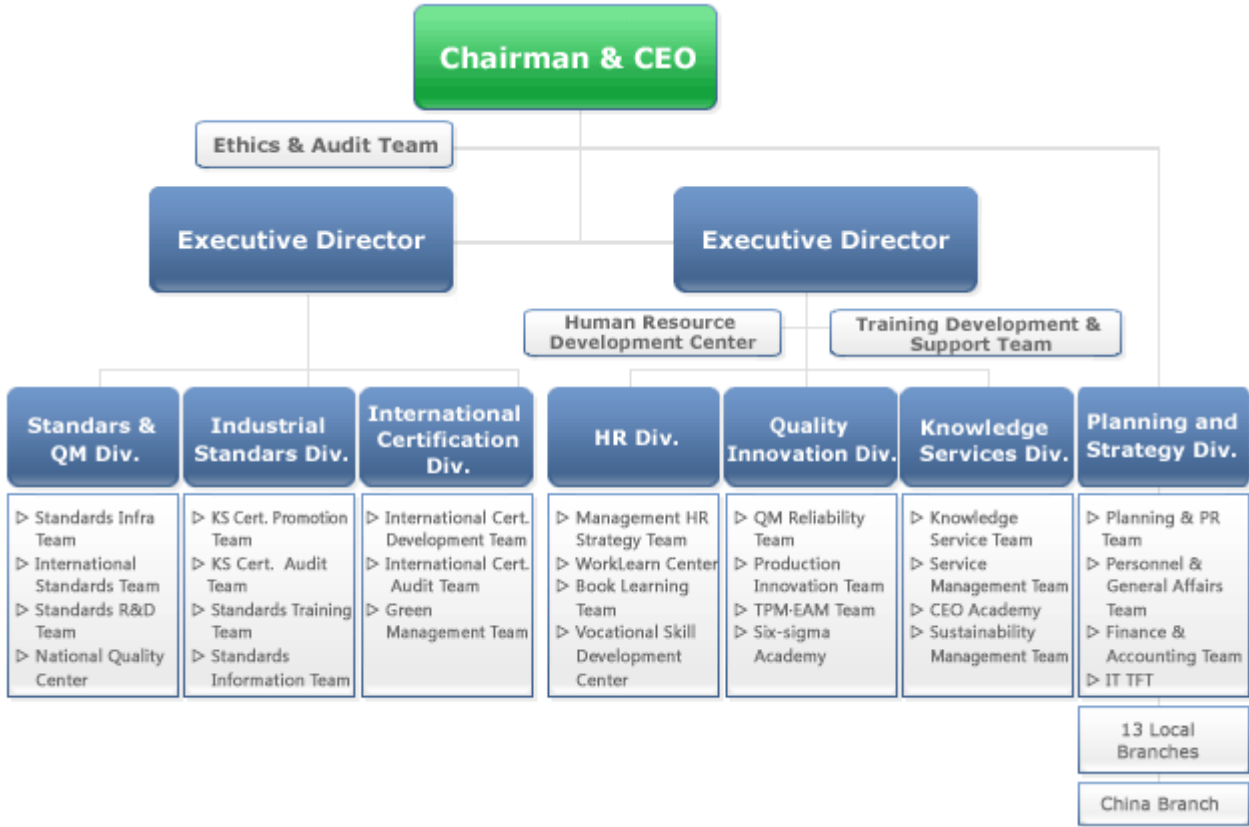 Chairman & CEO
Ethics & Audit Team
Executive Director
Executive Director
Human Resource
Development Center
Training Development &
Support Team
Standars &
QM Div.
Industrial
Standars Div.
International
Certification
Div.
HR Div.
Quality
Innovation Div.
Knowledge
Services Div.
Planning and
Strategy Div.
▷ Standards Infra
Team
▷ International
Standards Team
▷ Standards R&D
Team
▷ National Quality
Center
▷ KS Cert. Promotion
Team
▷ KS Cert. Audit
Team
▷ Standards Training
Team
▷ Standards
Information Team
▷ International Cert.
Development Team
▷ International Cert.
Audit Team
▷ Green
Management Team
▷ Management HR
Strategy Team
▷ WorkLearn Center
▷ Book Learning
Team
▷ Vocational Skill
Development
Center
▷ QM Reliability
Team
▷ Production
Innovation Team
▷ TPM-EAM Team
▷ Six-sigma
Academy
▷ Knowledge
Service Team
▷ Service
Management Team
▷ CEO Academy
▷ Sustainability
Management Team
▷ Planning & PR
Team
▷ Personnel &
General Affairs
Team
▷ Finance &
Accounting Team
▷ IT TFT
13 Local
Branches
China Branch